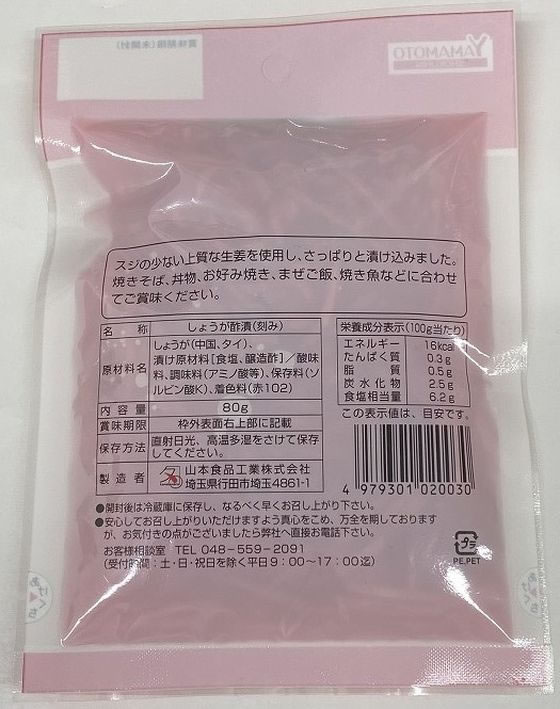 賞味期限(未開封)
YAMAMOTO
スジの少ない上質な生姜を使用し、さっぱりと漬け込みました。
焼きそば、丼物、お好み焼き、まぜご飯、焼き魚などに合わせ
てご賞味ください。
名称 しょうが酢漬(刻み)
原材料名 しょうが(中国、タイ)、
漬け原材料[食塩、醸造酢]／酸味
料、調味料(アミノ酸等)、保存料(ソ
ルビン酸K)、着色料(赤102)
内容量 80g
賞味期限 枠外表面右上部に記載
保存方法 直射日光、高温多湿をさけて保存
してください。
製造者 山本食品工業株式会社
埼玉県行田市埼玉4861-1
栄養成分表示(100g当たり)
エネルギー 16kcal
たんぱく質 0.3g
脂質 0.5g
炭水化物 2.5g
食塩相当量 6.2g
この表示値は、目安です。
4 979301 020030
●開封後は冷蔵庫に保存し、なるべく早くお召し上がり下さい。
●安心してお召し上がりいただけますよう真心をこめ、万全を期しております
が、お気付きの点がございましたら弊社へ直接お電話下さい。
お客様相談室 TEL 048-559-2091
(受付時間：土・日・祝日を除く平日9：00～17：00迄)
プラ
PE,PET